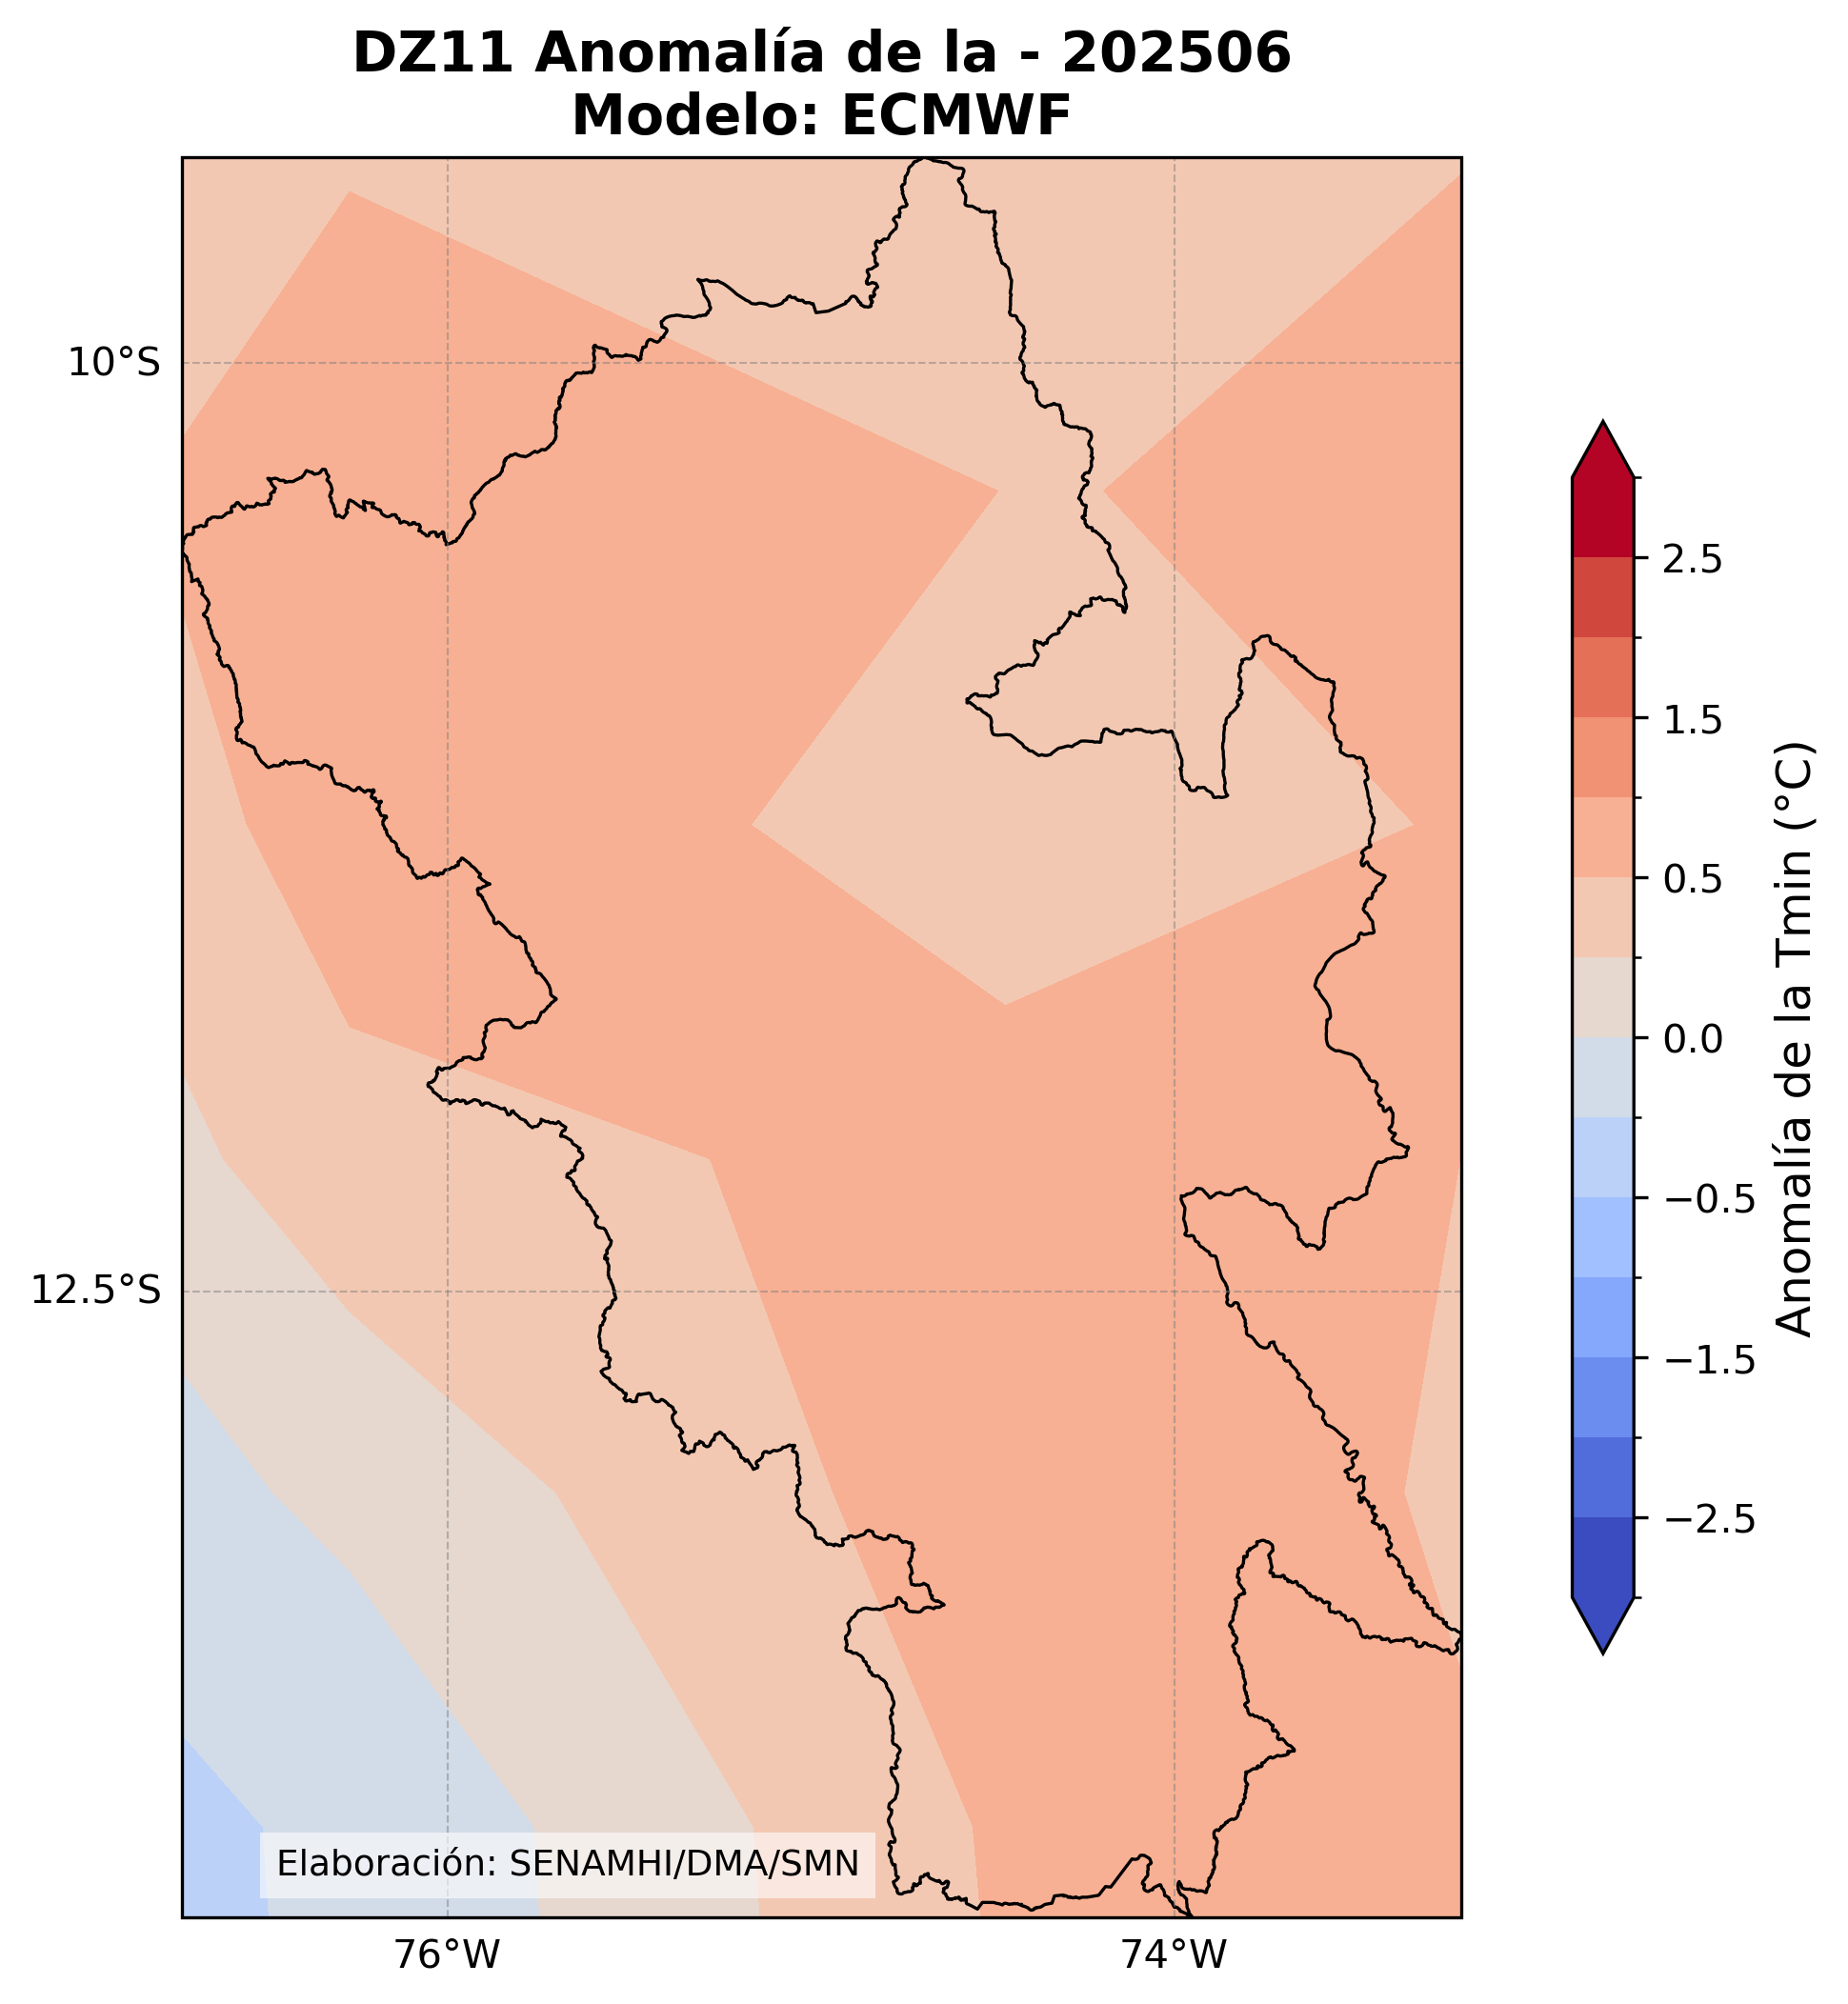 DZ11 Anomalía de la - 202506
Modelo: ECMWF
10°S
12.5°S
76°W
74°W
Elaboración: SENAMHI/DMA/SMN
2.5
1.5
0.5
0.0
−0.5
−1.5
−2.5
Anomalía de la Tmin (°C)